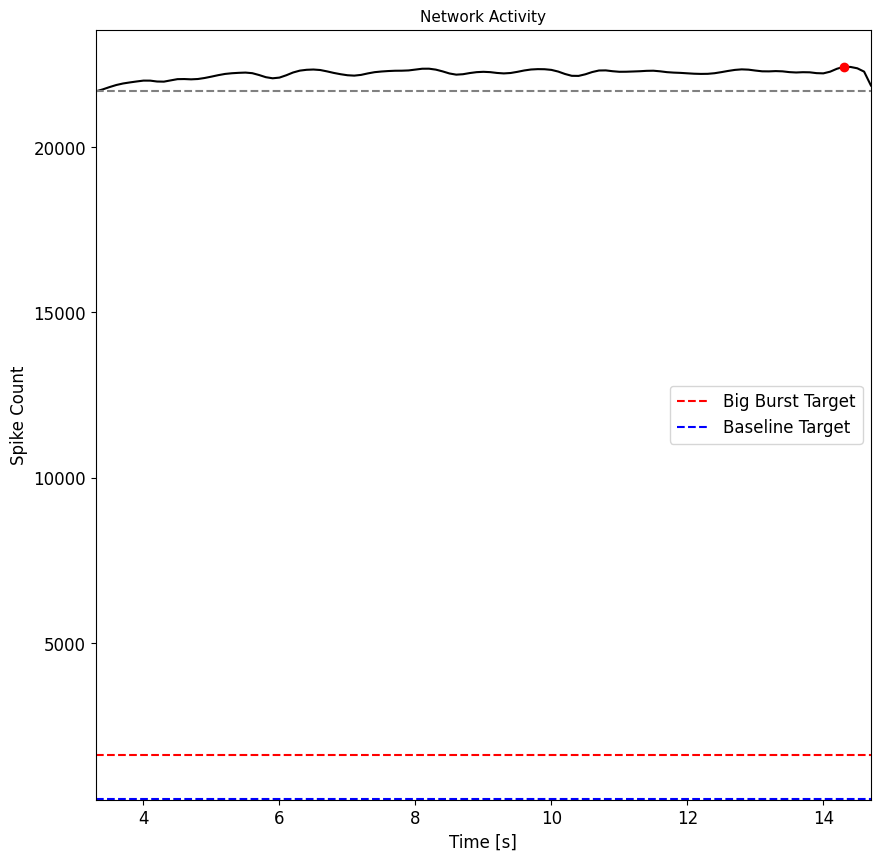 Network Activity
Spike Count
20000
15000
10000
5000
Big Burst Target
Baseline Target
4 6 8 10 12 14
Time [s]